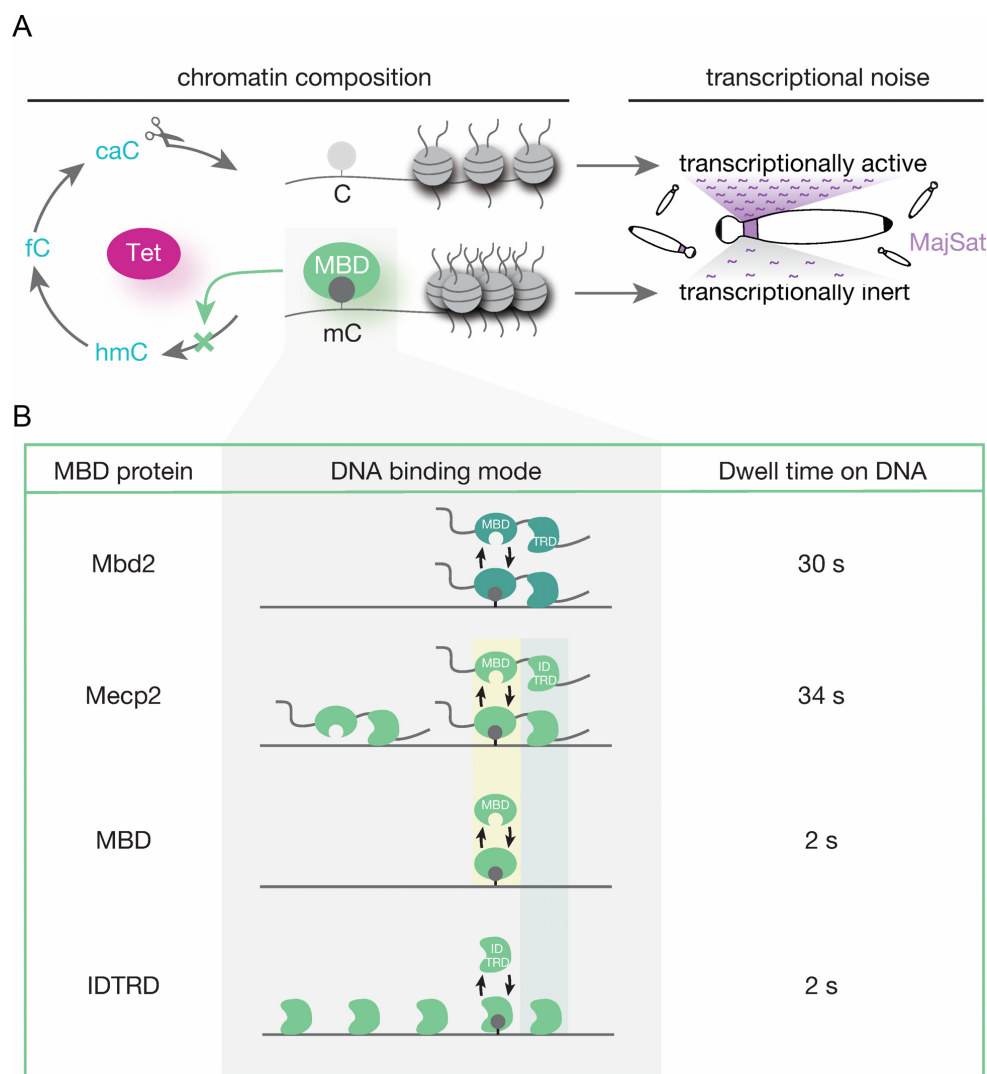 A
chromatin composition
transcriptional noise
caC
C
transcriptionally active
fC
Tet
MBD
MajSat
mC
transcriptionally inert
hmC
B
MBD protein
DNA binding mode
Dwell time on DNA
MBD
TRD
Mbd2
30 s
MBD
ID
TRD
Mecp2
34 s
MBD
MBD
2 s
ID
TRD
IDTRD
2 s